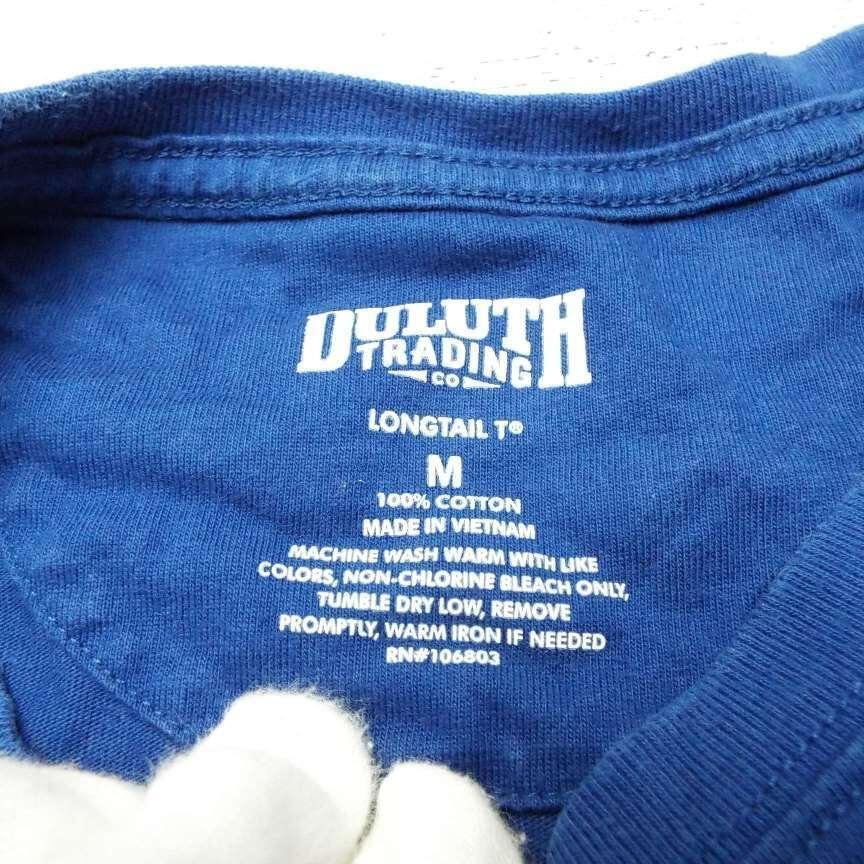 DULUTH
TRADING
CO
LONGTAIL T®
M
100% COTTON
MADE IN VIETNAM
MACHINE WASH WARM WITH LIKE
COLORS, NON-CHLORINE BLEACH ONLY,
TUMBLE DRY LOW, REMOVE
PROMPTLY, WARM IRON IF NEEDED
RN#106803